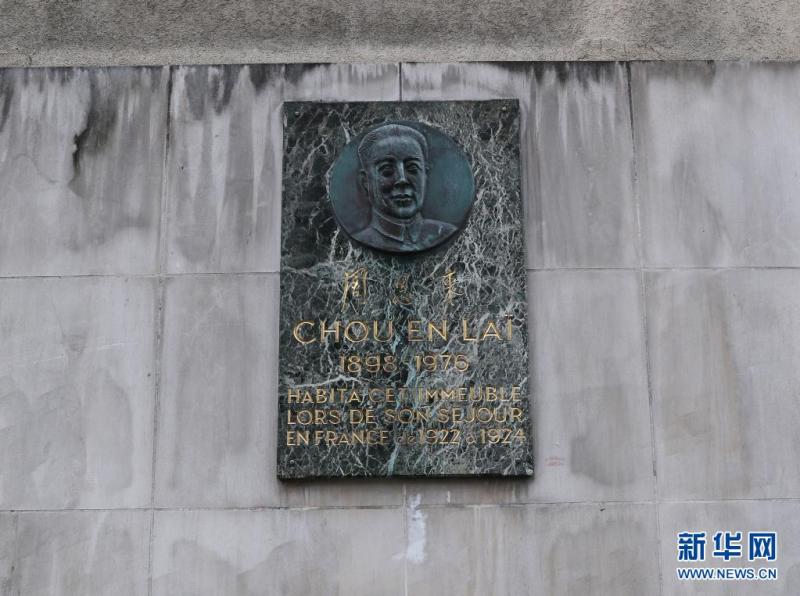 周恩来
CHOU EN LAÏ
1898-1976
HABITA CET IMMEUBLE
LORS DE SON SEJOUR
EN FRANCE de 1922 à 1924
新华网
WWW.NEWS.CN